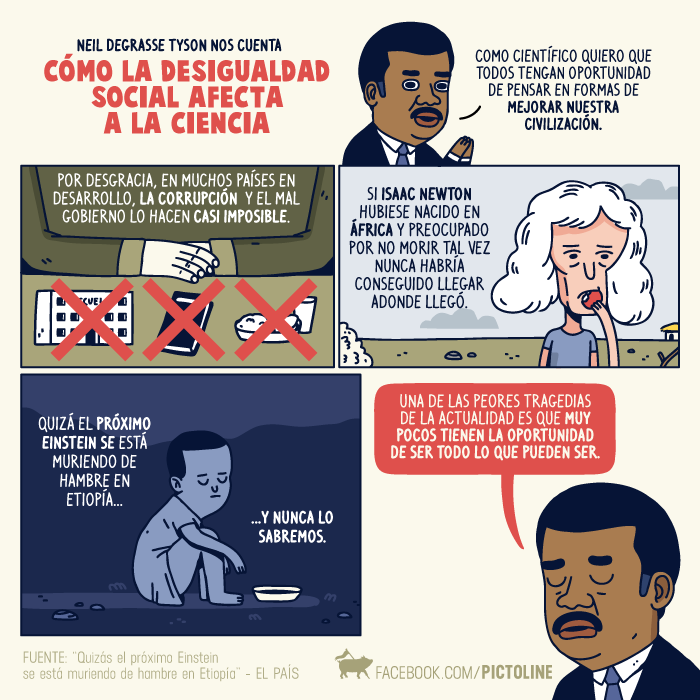 NEIL DEGRASSE TYSON NOS CUENTA
CÓMO LA DESIGUALDAD
SOCIAL AFECTA
A LA CIENCIA
COMO CIENTÍFICO QUIERO QUE
TODOS TENGAN OPORTUNIDAD
DE PENSAR EN FORMAS DE
MEJORAR NUESTRA
CIVILIZACIÓN.
POR DESGRACIA, EN MUCHOS PAÍSES EN
DESARROLLO, LA CORRUPCIÓN Y EL MAL
GOBIERNO LO HACEN CASI IMPOSIBLE.
SI ISAAC NEWTON
HUBIESE NACIDO EN
ÁFRICA Y PREOCUPADO
POR NO MORIR TAL VEZ
NUNCA HABRÍA
CONSEGUIDO LLEGAR
ADONDE LLEGÓ.
QUIZÁ EL PRÓXIMO
EINSTEIN SE ESTÁ
MURIENDO DE
HAMBRE EN
ETIOPÍA...
...Y NUNCA LO
SABREMOS.
UNA DE LAS PEORES TRAGEDIAS
DE LA ACTUALIDAD ES QUE MUY
POCOS TIENEN LA OPORTUNIDAD
DE SER TODO LO QUE PUEDEN SER.
FUENTE: "Quizás el próximo Einstein
se está muriendo de hambre en Etiopía" - EL PAÍS
FACEBOOK.COM/PICTOLINE